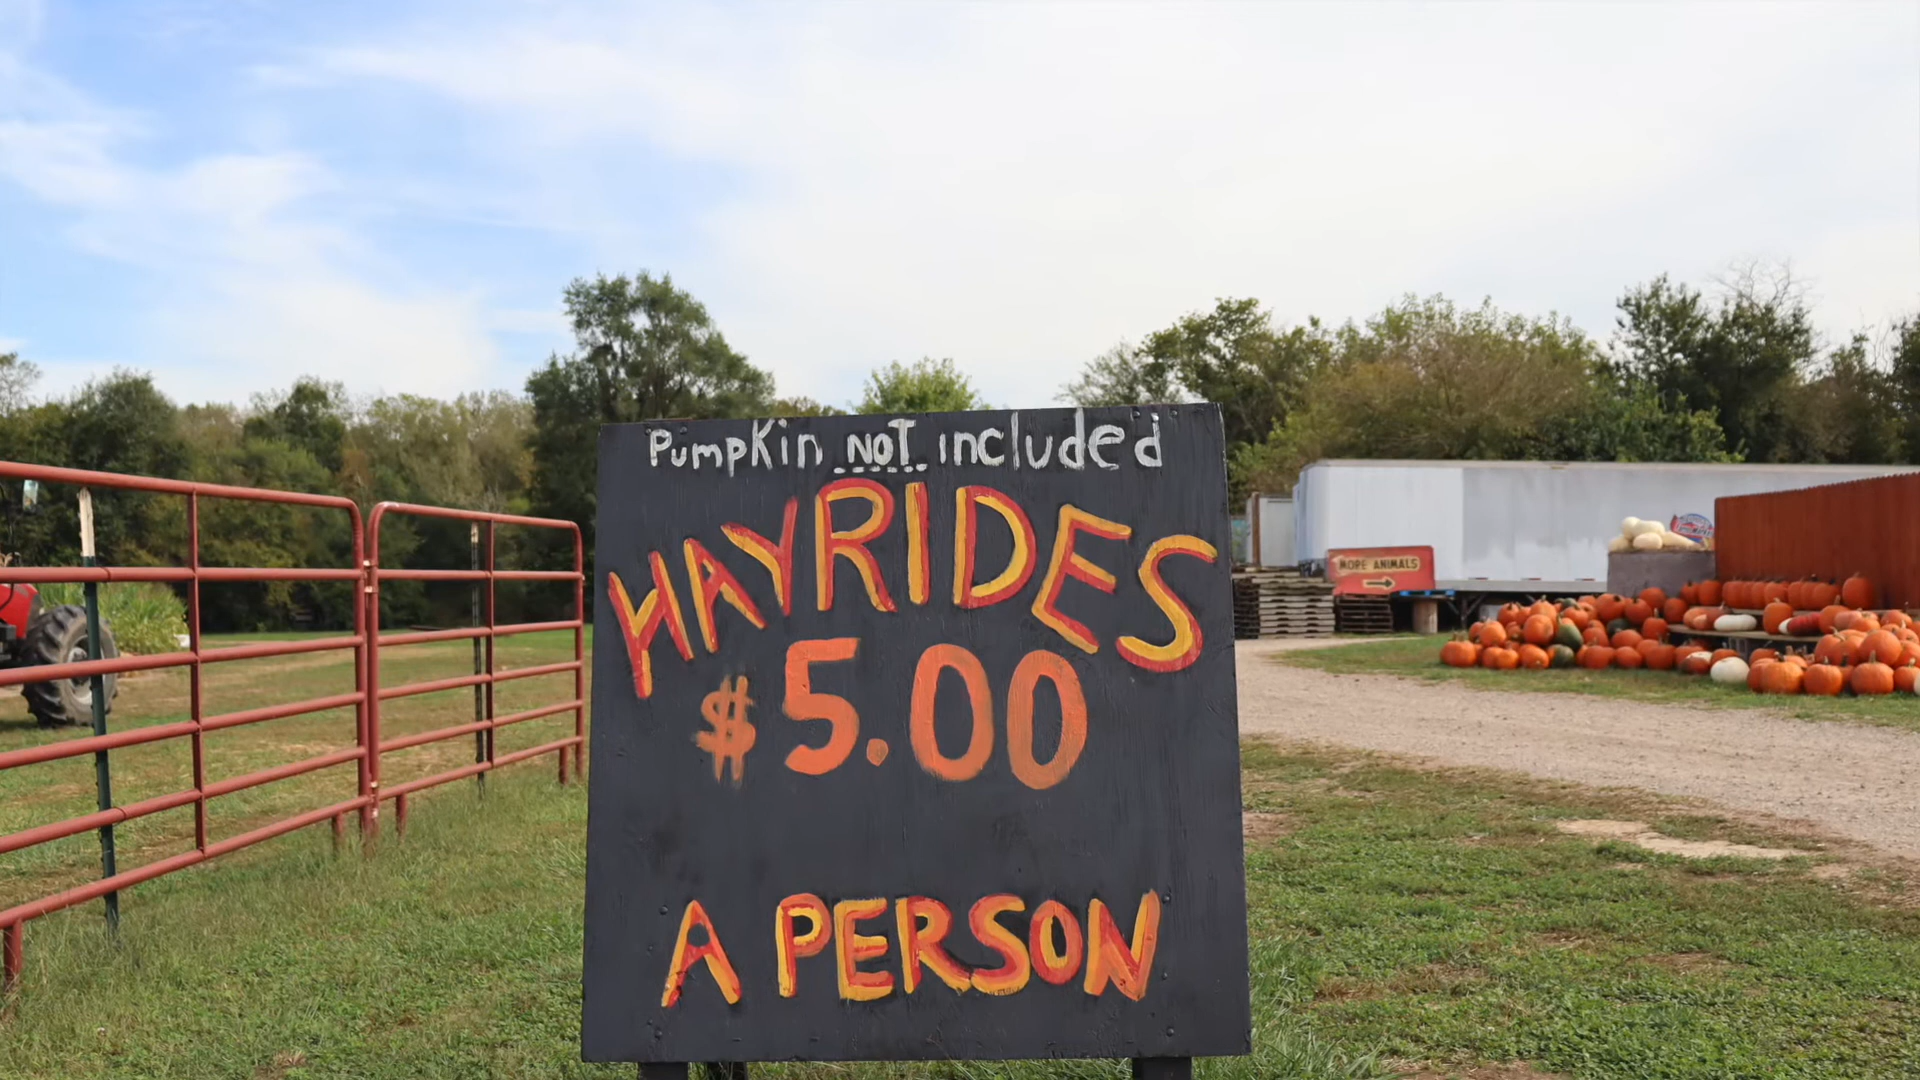 Pumpkin NOT included
HAYRIDES
$5.00
A PERSON
MORE ANIMALS